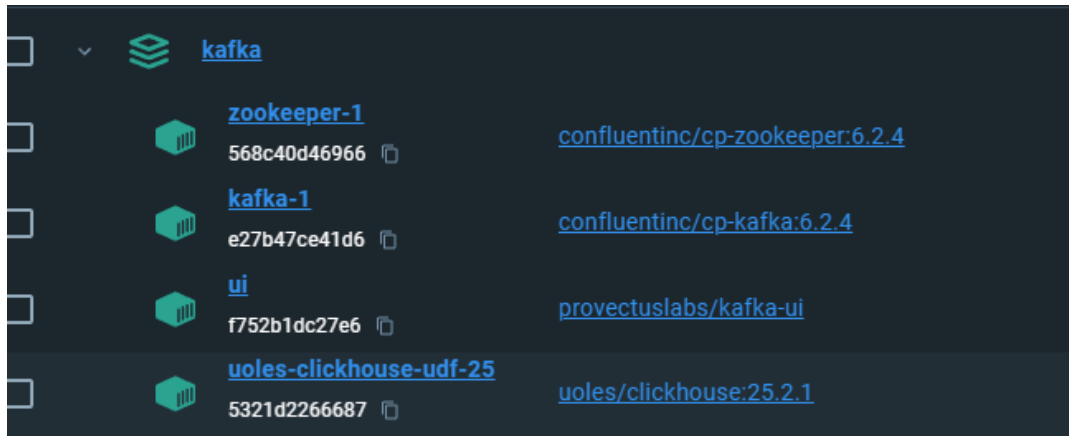 kafka
zookeeper-1
confluentinc/cp-zookeeper:6.2.4
568c40d46966
kafka-1
confluentinc/cp-kafka:6.2.4
e27b47ce41d6
ui
provectuslabs/kafka-ui
f752b1dc27e6
uoles-clickhouse-udf-25
uoles/clickhouse:25.2.1
5321d2266687